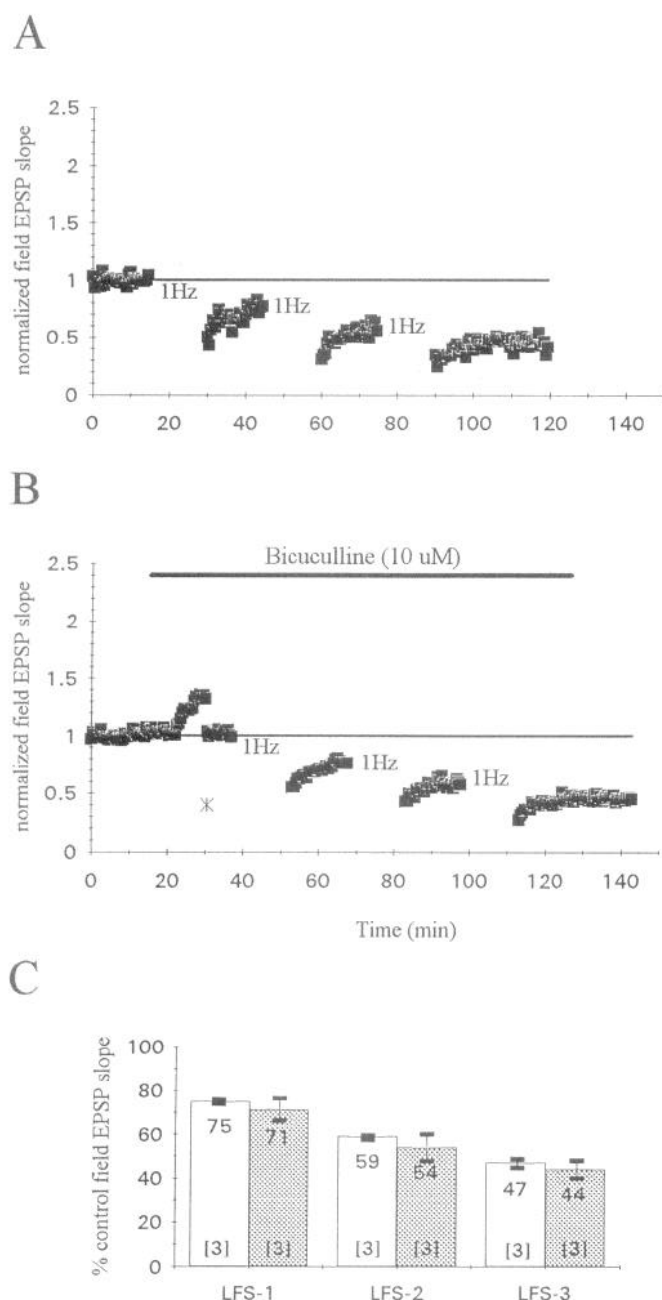 A
normalized field EPSP slope
2.5
2
1.5
1
0.5
0
1Hz
1Hz
1Hz
0 20 40 60 80 100 120 140
B
Bicuculline (10 uM)
normalized field EPSP slope
2.5
2
1.5
1
0.5
0
1Hz
1Hz
1Hz
*
0 20 40 60 80 100 120 140
Time (min)
C
% control field EPSP slope
100
80
60
40
20
0
75 71 59 54 47 44
[3] [3] [3] [3] [3] [3]
LFS-1 LFS-2 LFS-3